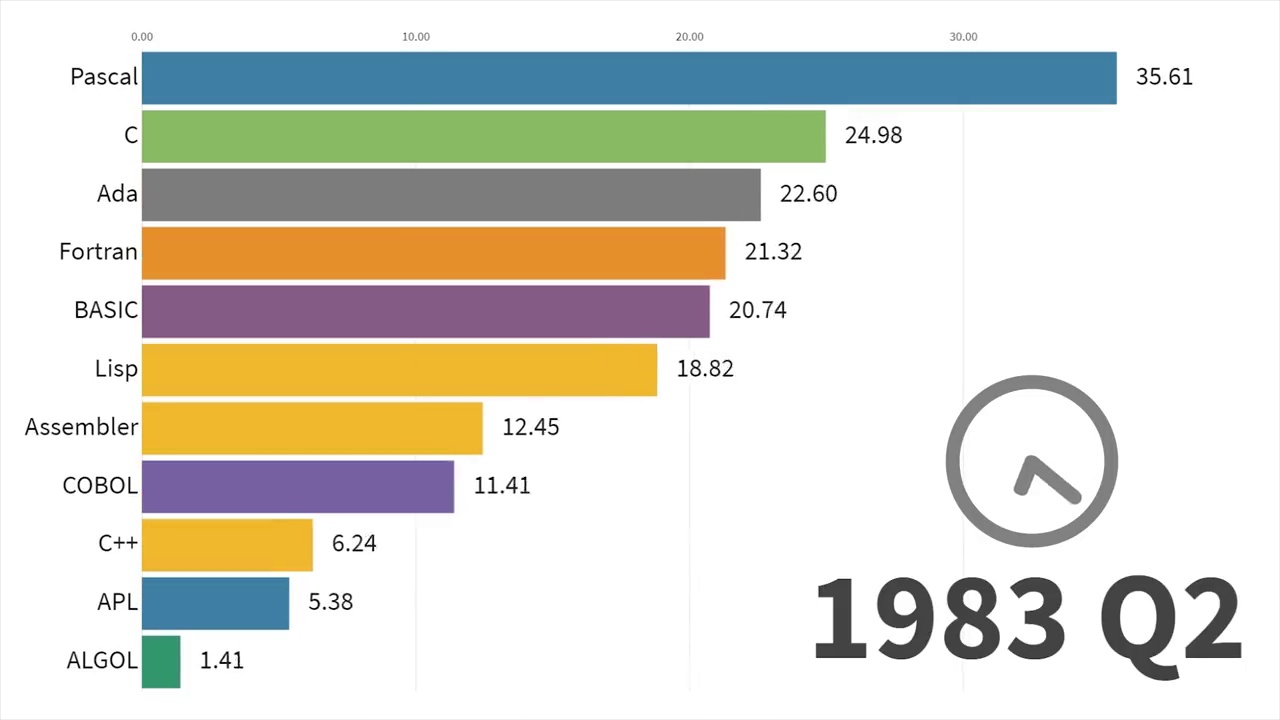 0.00 10.00 20.00 30.00
Pascal 35.61
C 24.98
Ada 22.60
Fortran 21.32
BASIC 20.74
Lisp 18.82
Assembler 12.45
COBOL 11.41
C++ 6.24
APL 5.38
ALGOL 1.41
1983 Q2